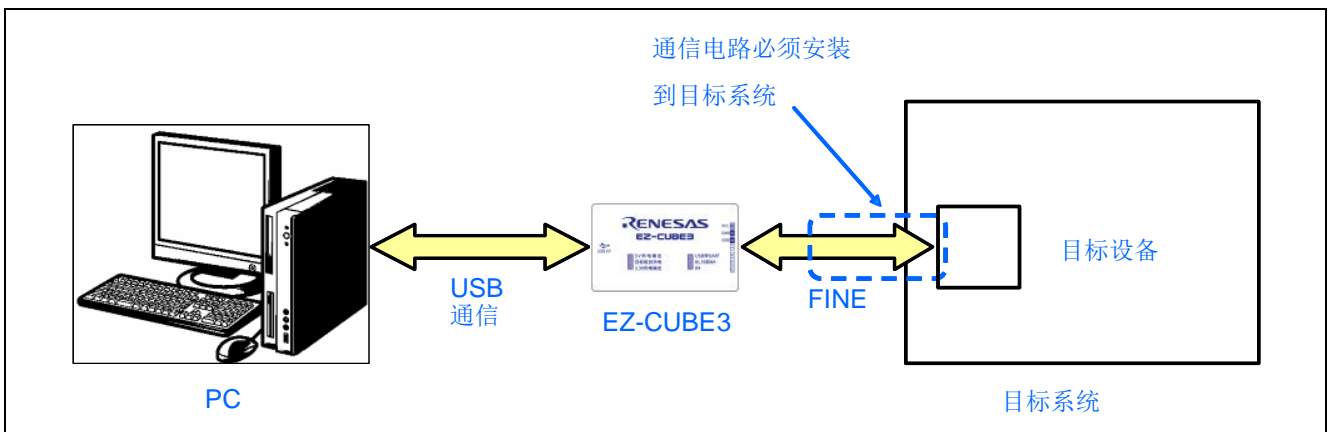 通信电路必须安装
到目标系统
RENESAS
EZ-CUBE3
目标设备
USB
通信
EZ-CUBE3
FINE
PC
目标系统